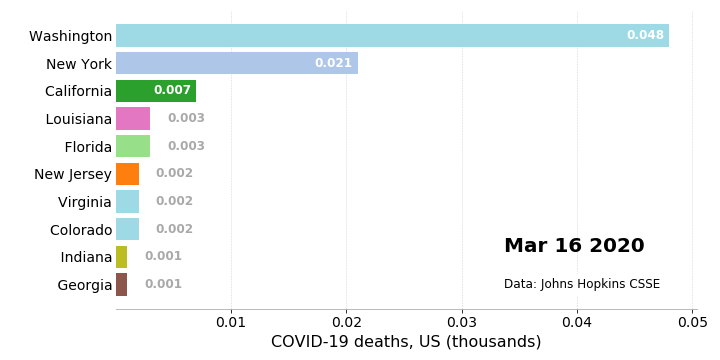 Washington 0.048
New York 0.021
California 0.007
Louisiana 0.003
Florida 0.003
New Jersey 0.002
Virginia 0.002
Colorado 0.002
Indiana 0.001
Georgia 0.001
Mar 16 2020
Data: Johns Hopkins CSSE
0.01 0.02 0.03 0.04 0.05
COVID-19 deaths, US (thousands)